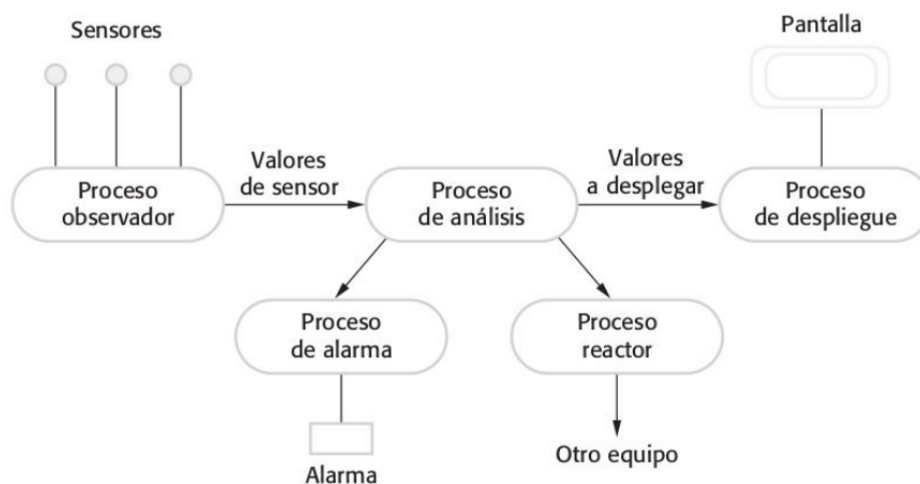 Sensores
Pantalla
Valores
de sensor
Valores
a desplegar
Proceso
observador
Proceso
de análisis
Proceso
de despliegue
Proceso
de alarma
Proceso
reactor
Otro equipo
Alarma